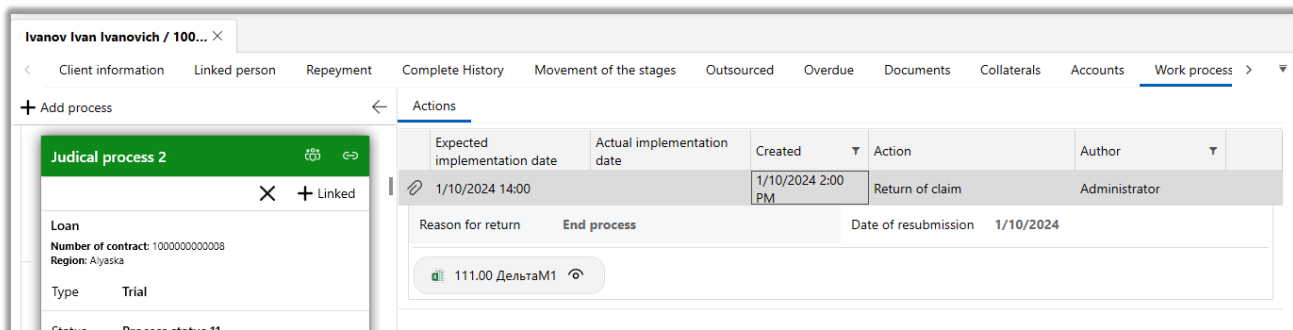 Ivanov Ivan Ivanovich / 100...
Client information Linked person Repeyment Complete History Movement of the stages Outsourced Overdue Documents Collaterals Accounts Work process
Add process
Actions
Judical process 2
Linked
Loan
Number of contract: 1000000000008
Region: Alyaska
Type Trial
Status Process status 11
Expected implementation date
Actual implementation date
Created
Action
Author
1/10/2024 14:00
1/10/2024 2:00 PM
Return of claim
Administrator
Reason for return End process
Date of resubmission 1/10/2024
111.00 ДельтаМ1